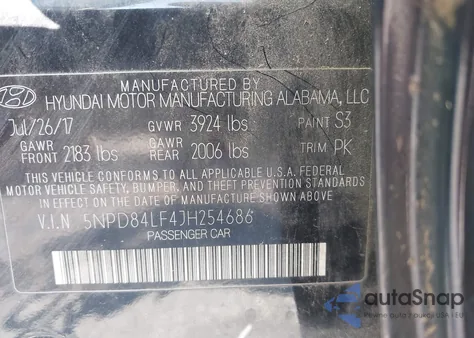 MANUFACTURED BY
HYUNDAI MOTOR MANUFACTURING ALABAMA, LLC
Jul/26/17 GVWR 3924 lbs PAINT S3
GAWR FRONT 2183 lbs GAWR REAR 2006 lbs TRIM PK
THIS VEHICLE CONFORMS TO ALL APPLICABLE U.S.A FEDERAL
MOTOR VEHICLE SAFETY, BUMPER, AND THEFT PREVENTION
STANDARDS IN EFFECT ON THE DATE OF MANUFACTURE SHOWN
ABOVE.
V.I.N 5NPD84LF4JH254686
PASSENGER CAR
autaSnap